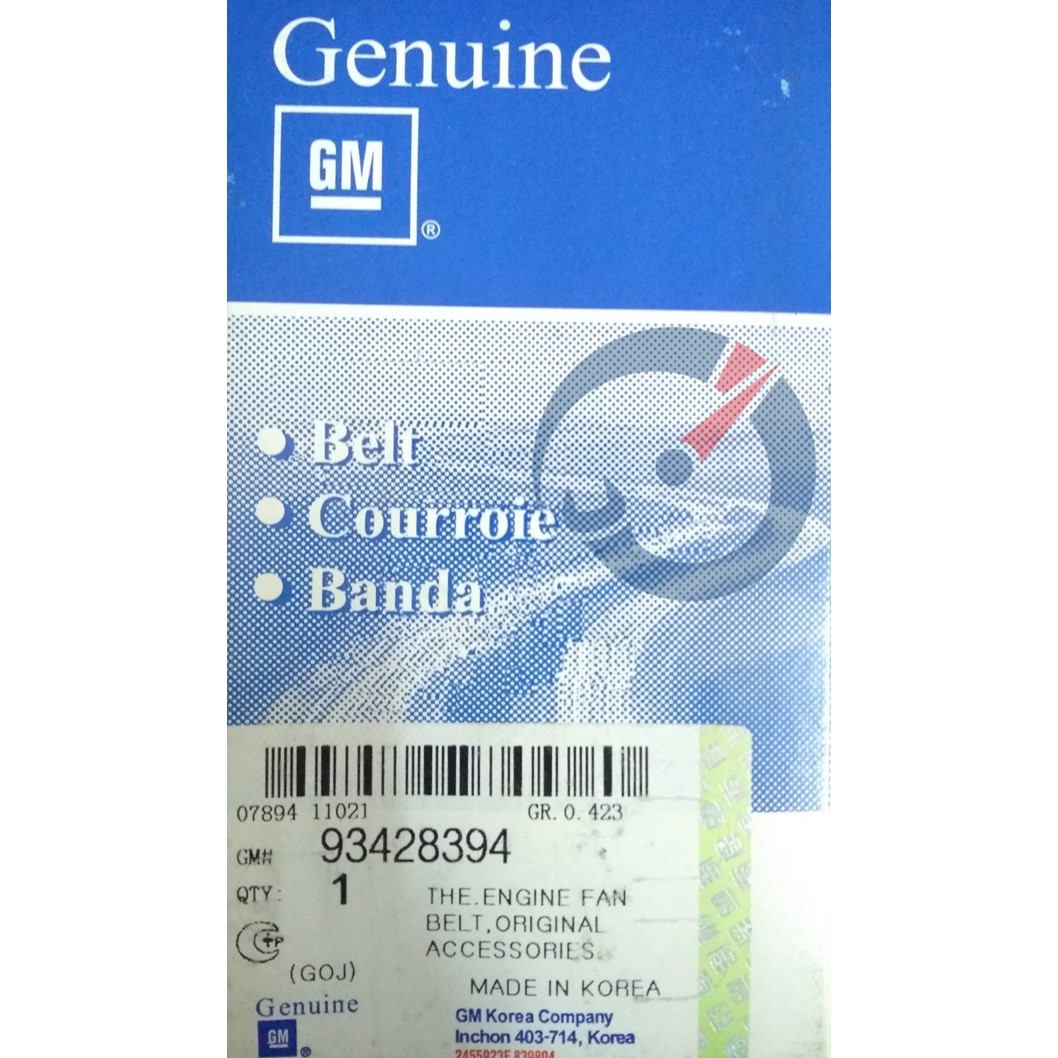 Genuine
GM
®
Belt
Courroie
Banda
07894 11021
GR. 0. 423
GM# 93428394
QTY: 1
THE.ENGINE FAN
BELT,ORIGINAL
ACCESSORIES.
(GOJ)
MADE IN KOREA
Genuine
GM
®
GM Korea Company
Inchon 403-714, Korea